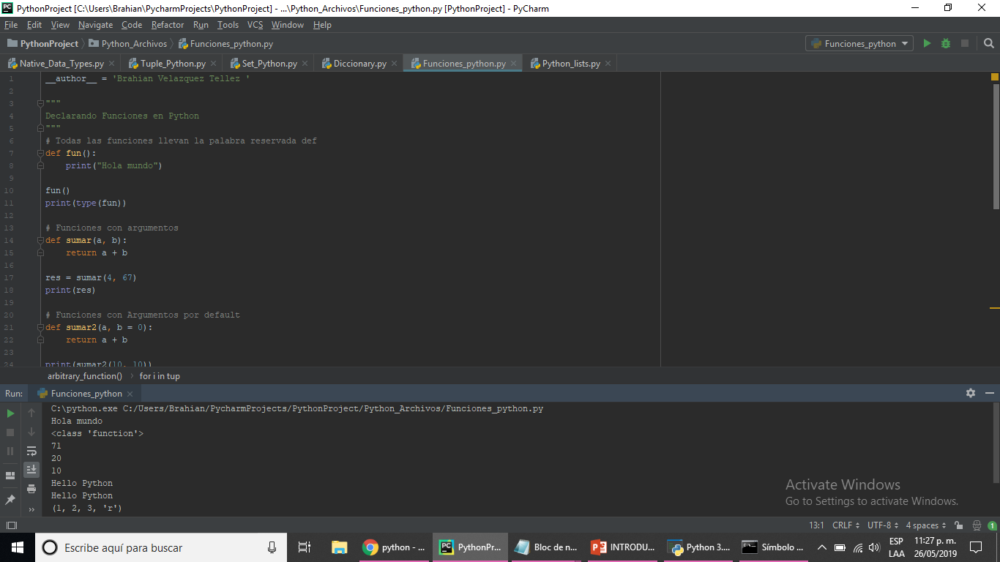 PythonProject [C:\Users\Brahian\PycharmProjects\PythonProject] - ...\Python_Archivos\Funciones_python.py [PythonProject] - PyCharm
File Edit View Navigate Code Refactor Run Tools VCS Window Help
PythonProject Python_Archivos Funciones_python.py Funciones_python
Native_Data_Types.py Tuple_Python.py Set_Python.py Diccionary.py Funciones_python.py Python_lists.py
1 __author__ = 'Brahian Velazquez Tellez '
2
3 """
4 Declarando Funciones en Python
5 """
6 # Todas las funciones llevan la palabra reservada def
7 def fun():
8     print("Hola mundo")
9
10 fun()
11 print(type(fun))
12
13 # Funciones con argumentos
14 def sumar(a, b):
15     return a + b
16
17 res = sumar(4, 67)
18 print(res)
19
20 # Funciones con Argumentos por default
21 def sumar2(a, b = 0):
22     return a + b
23
24 print(sumar2(10, 10))
arbitrary_function() for i in tup
Run: Funciones_python
C:\python.exe C:/Users/Brahian/PycharmProjects/PythonProject/Python_Archivos/Funciones_python.py
Hola mundo
<class 'function'>
71
20
10
Hello Python
Hello Python
(1, 2, 3, 'r')
Activate Windows
Go to Settings to activate Windows.
13:1 CRLF UTF-8 4 spaces 1
Escribe aquí para buscar
python - ...
PythonPr...
Bloc de n...
INTRODU...
Python 3....
Símbolo ...
ESP
LAA
11:27 p. m.
26/05/2019